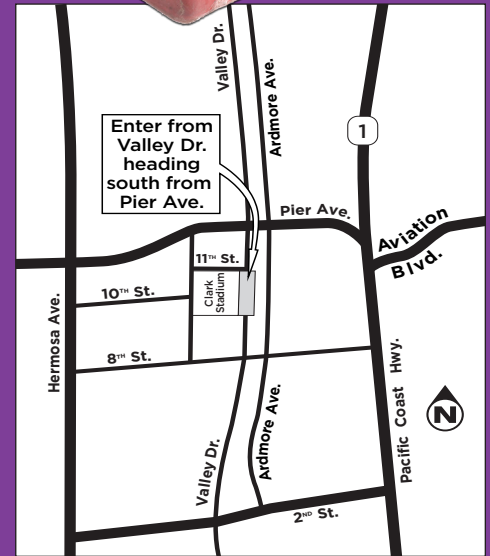 Valley Dr.
Ardmore Ave.
1
Enter from
Valley Dr.
heading
south from
Pier Ave.
Pier Ave.
Aviation
Blvd.
11TH St.
Clark
Stadium
10TH St.
Hermosa Ave.
8TH St.
Pacific Coast Hwy.
N
Ardmore Ave.
Valley Dr.
2ND St.